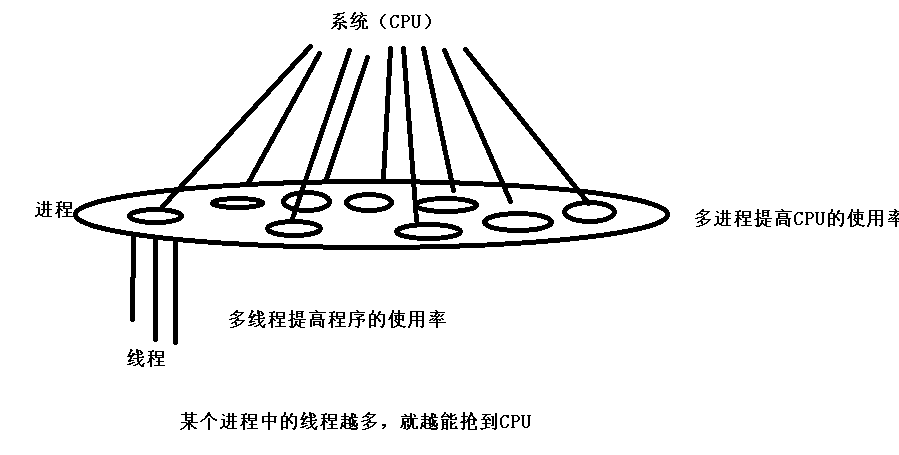 系统（CPU）
进程
多进程提高CPU的使用率
多线程提高程序的使用率
线程
某个进程中的线程越多，就越能抢到CPU